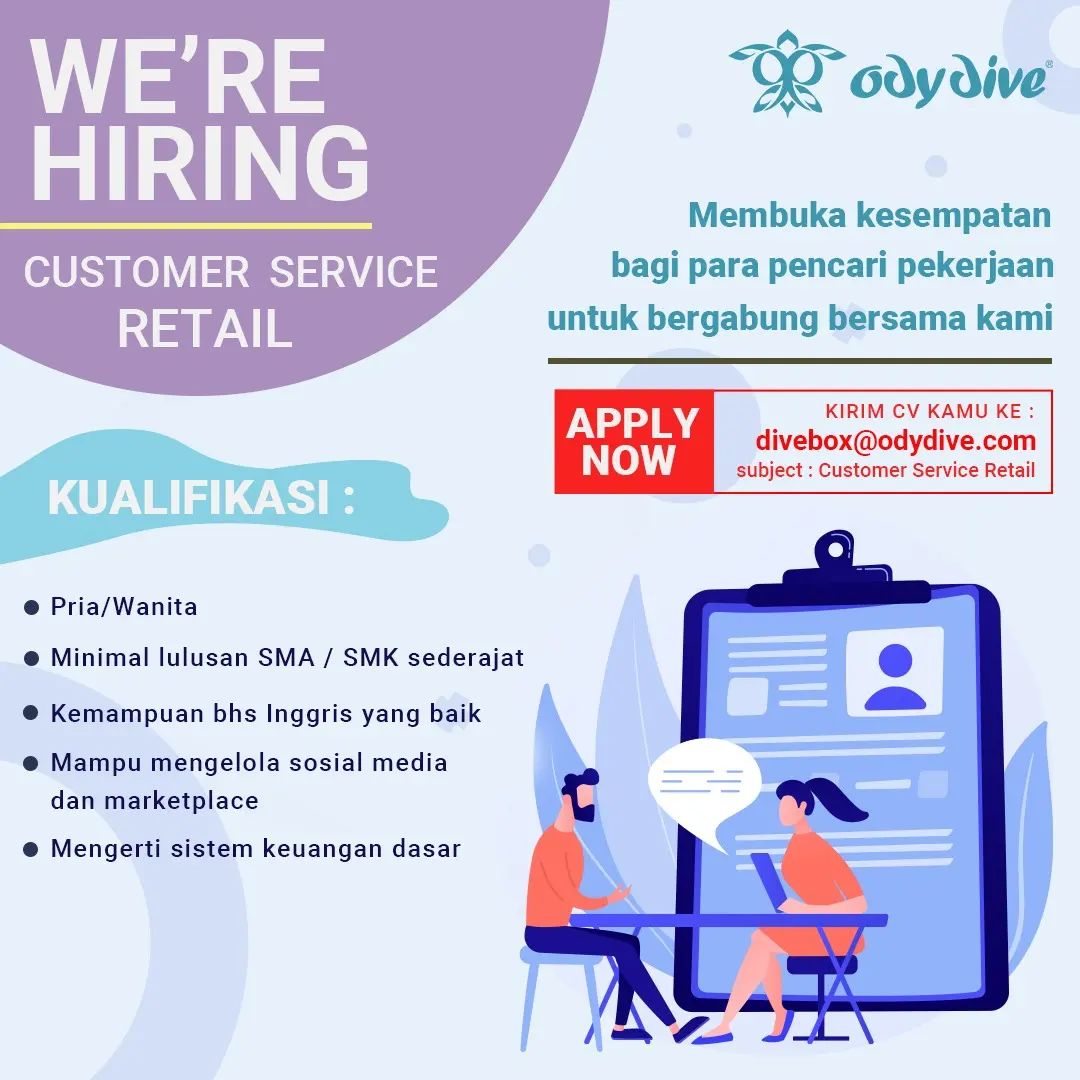 WE'RE
HIRING
CUSTOMER SERVICE
RETAIL
ody dive®
Membuka kesempatan
bagi para pencari pekerjaan
untuk bergabung bersama kami
APPLY
NOW
KIRIM CV KAMU KE :
divebox@odydive.com
subject : Customer Service Retail
KUALIFIKASI :
● Pria/Wanita
● Minimal lulusan SMA / SMK sederajat
● Kemampuan bhs Inggris yang baik
● Mampu mengelola sosial media
dan marketplace
● Mengerti sistem keuangan dasar